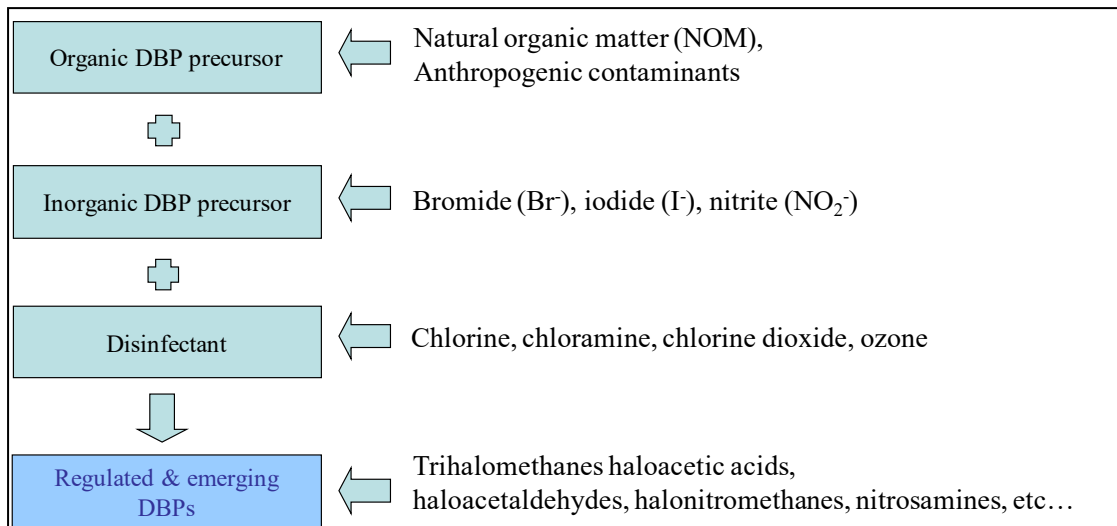 Organic DBP precursor
Natural organic matter (NOM),
Anthropogenic contaminants
Inorganic DBP precursor
Bromide (Br-), iodide (I-), nitrite (NO₂-)
Disinfectant
Chlorine, chloramine, chlorine dioxide, ozone
Regulated & emerging
DBPs
Trihalomethanes haloacetic acids,
haloacetaldehydes, halonitromethanes, nitrosamines, etc…